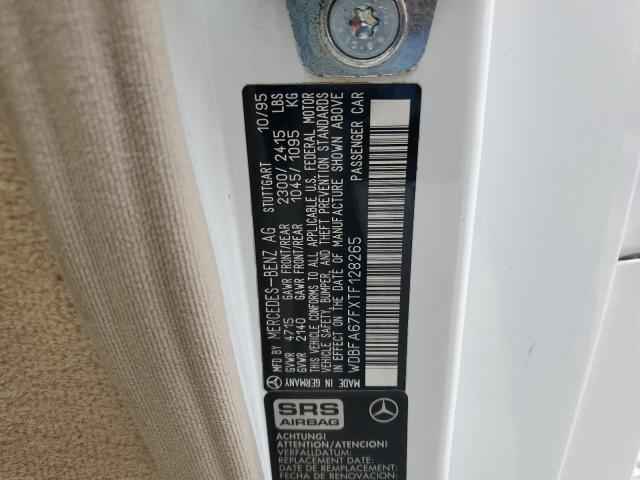 MADE IN GERMANY BY MERCEDES-BENZ AG STUTTGART 10/95
GVWR 4715 GAWR FRONT/REAR 2300/ 2415 LBS
GVWR 2140 GAWR FRONT/REAR 1045/ 1095 KG
THIS VEHICLE CONFORMS TO ALL APPLICABLE U.S. FEDERAL MOTOR
VEHICLE SAFETY, BUMPER, AND THEFT PREVENTION STANDARDS
IN EFFECT ON THE DATE OF MANUFACTURE SHOWN ABOVE
WDBFA67FXTF128265 PASSENGER CAR
SRS
AIRBAG
ACHTUNG!
ATTENTION/ATENCION!
VERFALLDATUM:
REPLACEMENT DATE:
DATE DE REMPLACEMENT:
FECHA DE RENOVACION: